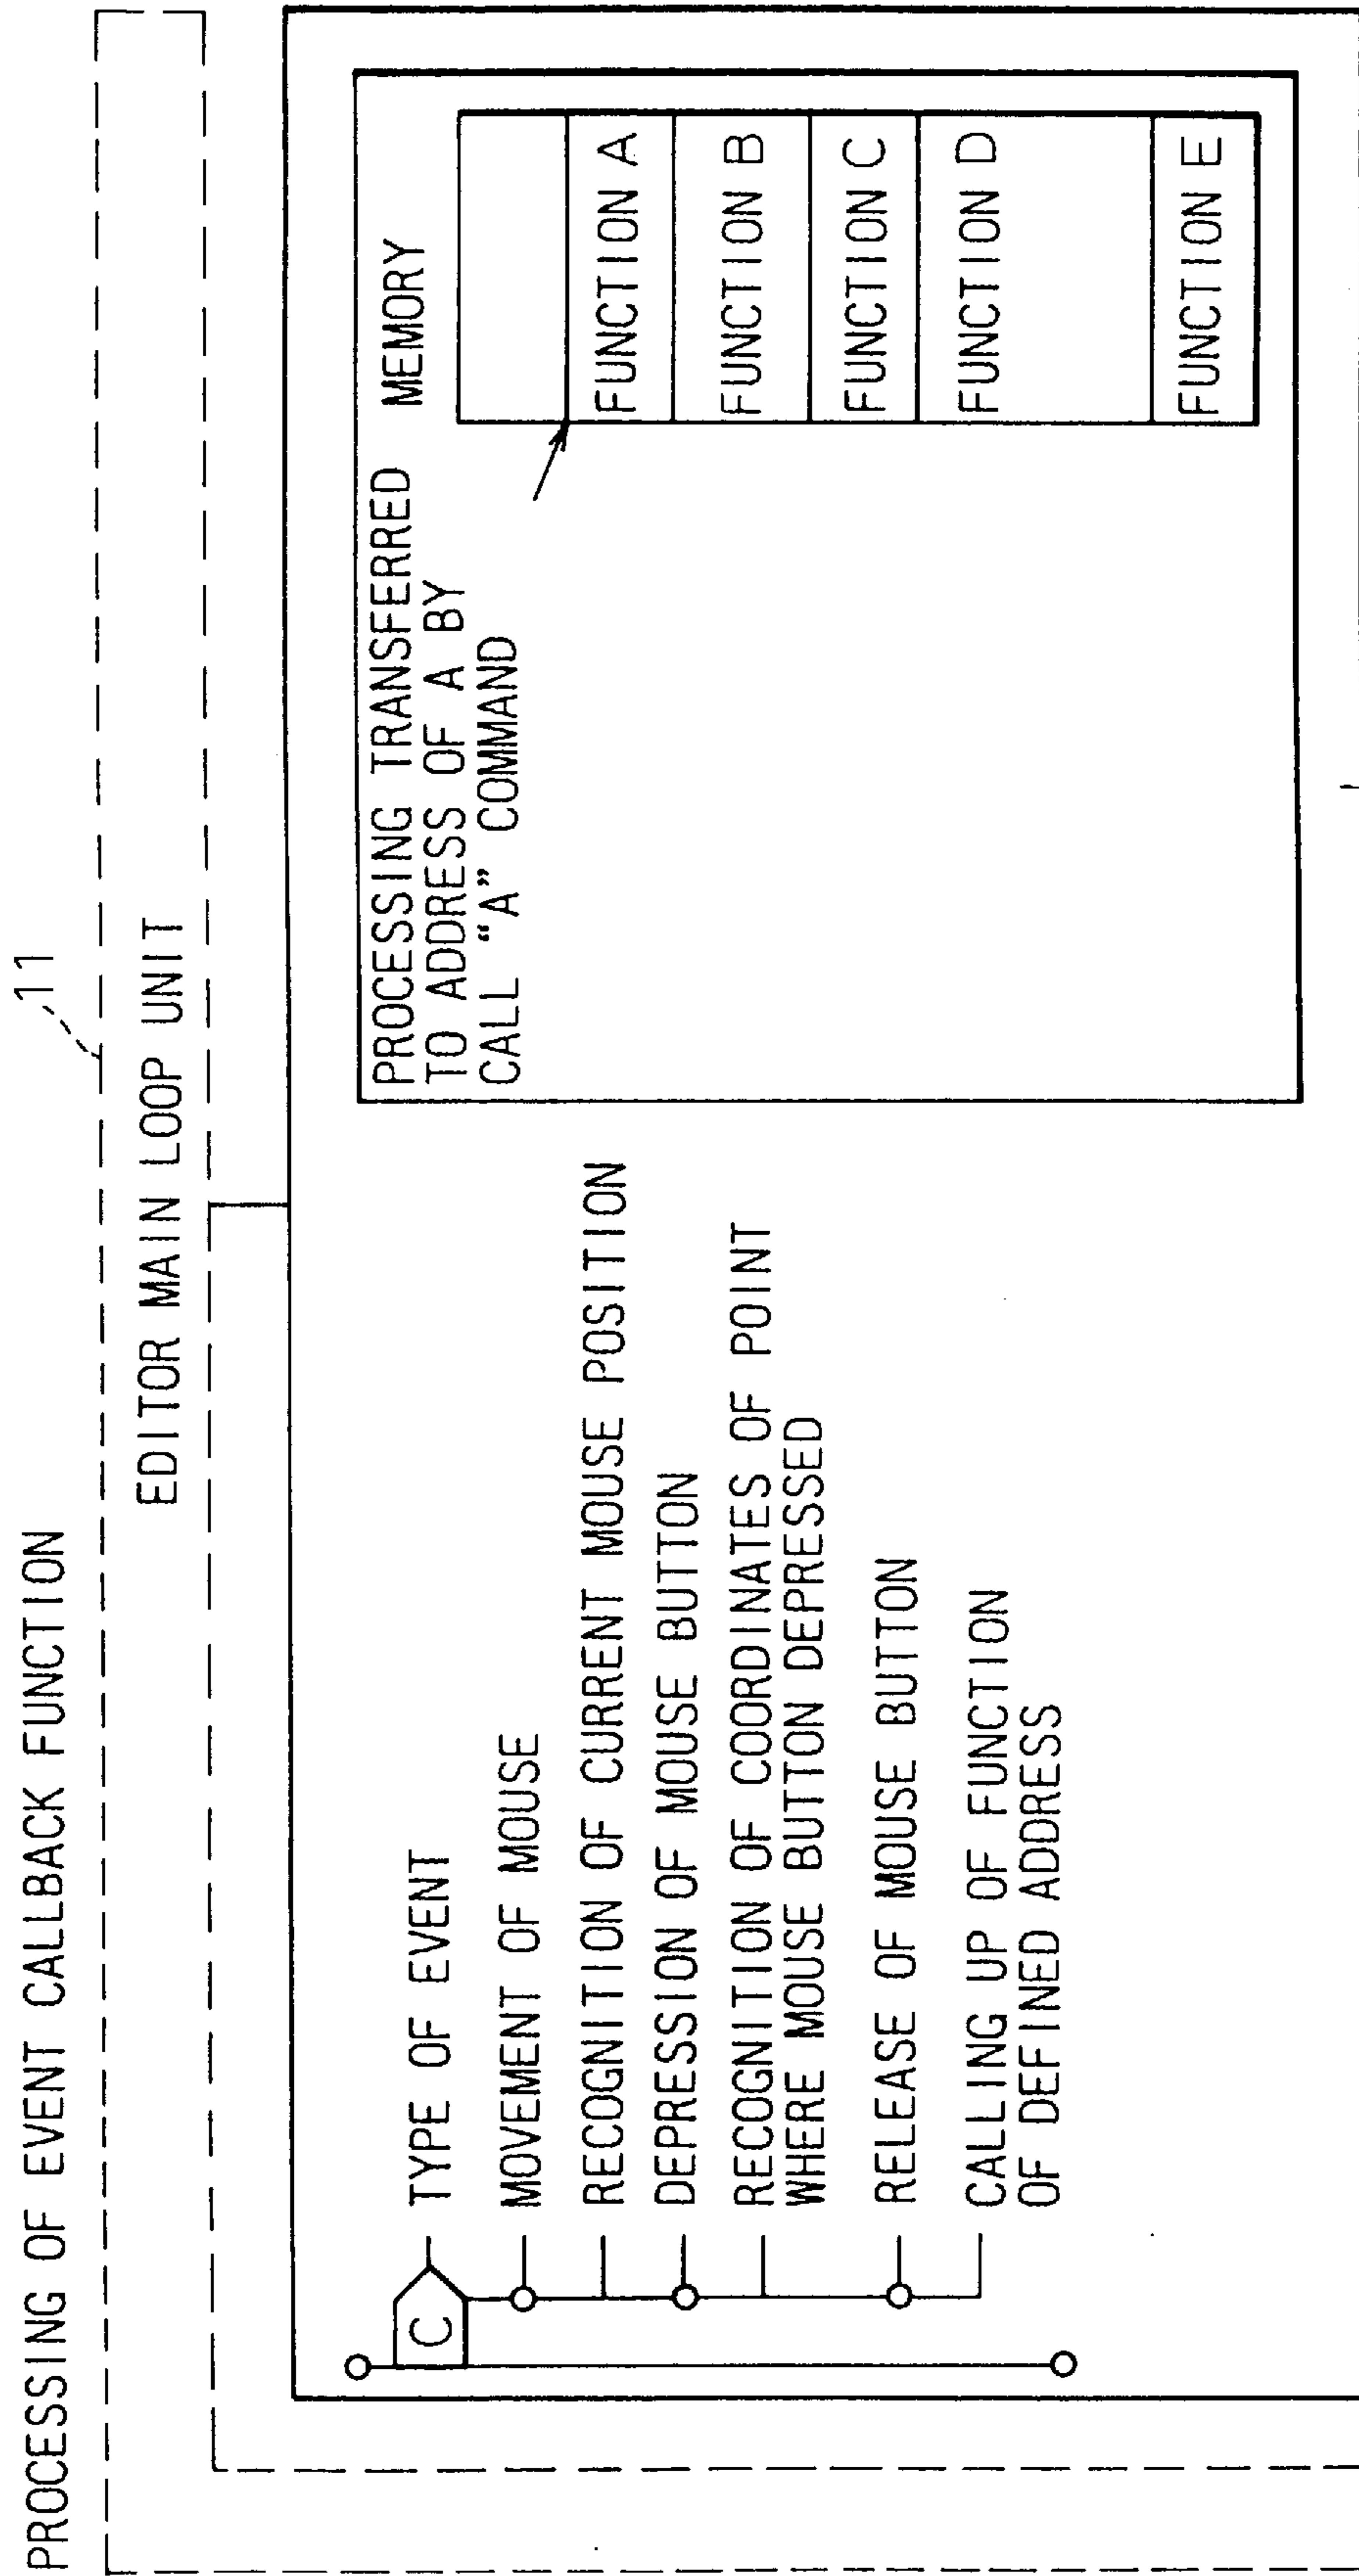 PROCESSING OF EVENT CALLBACK FUNCTION
11
EDITOR MAIN LOOP UNIT
C
TYPE OF EVENT
MOVEMENT OF MOUSE
RECOGNITION OF CURRENT MOUSE POSITION
DEPRESSION OF MOUSE BUTTON
RECOGNITION OF COORDINATES OF POINT
WHERE MOUSE BUTTON DEPRESSED
RELEASE OF MOUSE BUTTON
CALLING UP OF FUNCTION
OF DEFINED ADDRESS
PROCESSING TRANSFERRED
TO ADDRESS OF A BY
CALL “A” COMMAND
MEMORY
FUNCTION A
FUNCTION B
FUNCTION C
FUNCTION D
FUNCTION E